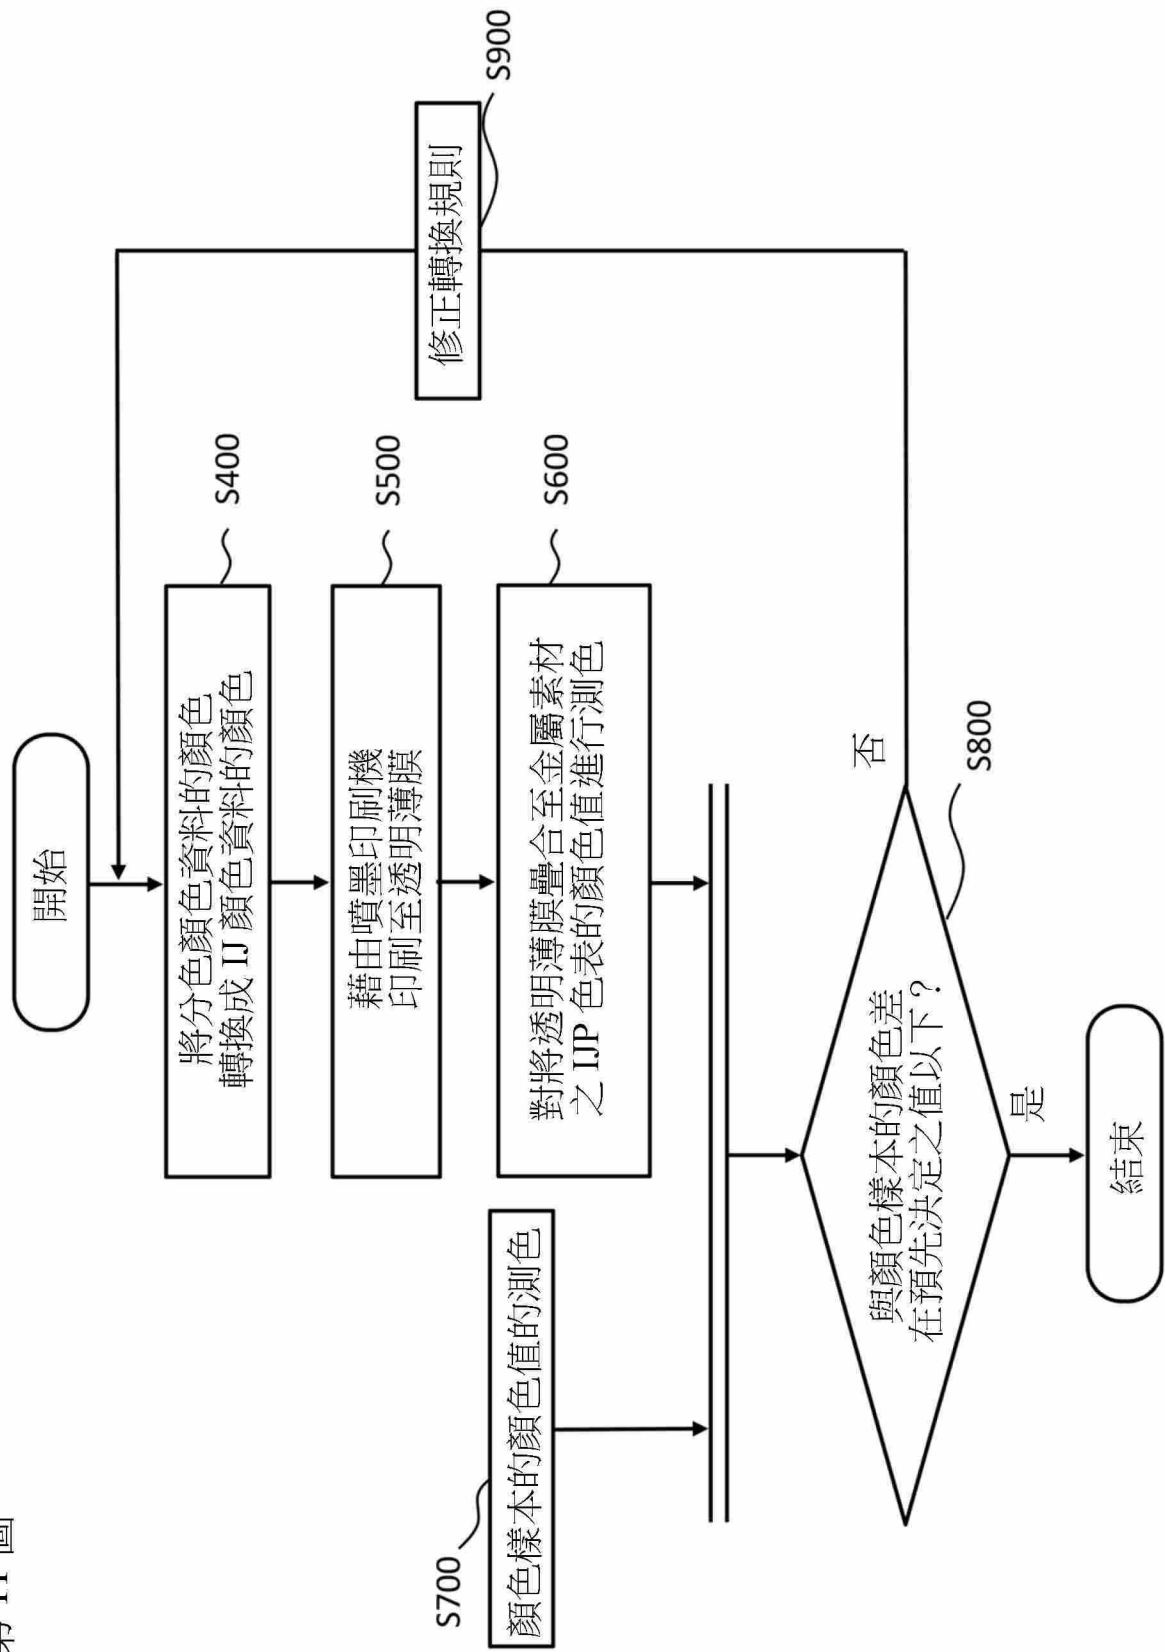 第 11 圖
開始
將分色顏色資料的顏色
轉換成 IJ 顏色資料的顏色
S400
藉由噴墨印刷機
印刷至透明薄膜
S500
對將透明薄膜疊合至金屬素材
之 IJP 色表的顏色值進行測色
S600
顏色樣本的顏色值的測色
S700
與顏色樣本的顏色差
在預先決定之值以下？
S800
否
修正轉換規則
S900
是
結束